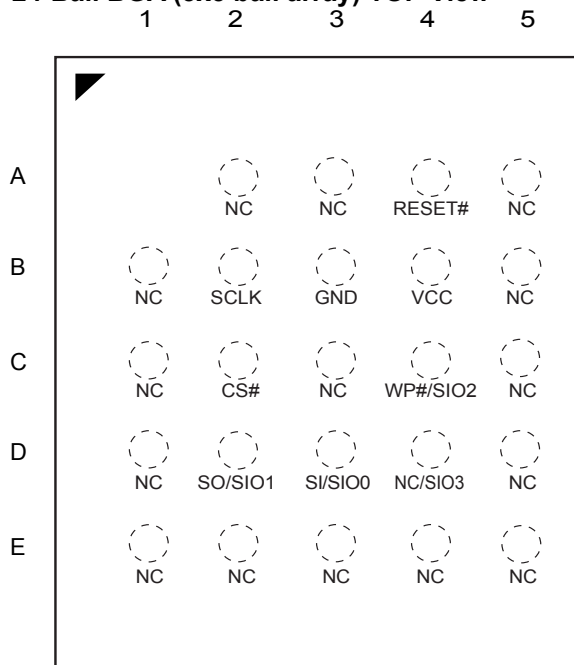 1 2 3 4 5
A
NC NC RESET# NC
B
NC SCLK GND VCC NC
C
NC CS# NC WP#/SIO2 NC
D
NC SO/SIO1 SI/SIO0 NC/SIO3 NC
E
NC NC NC NC NC